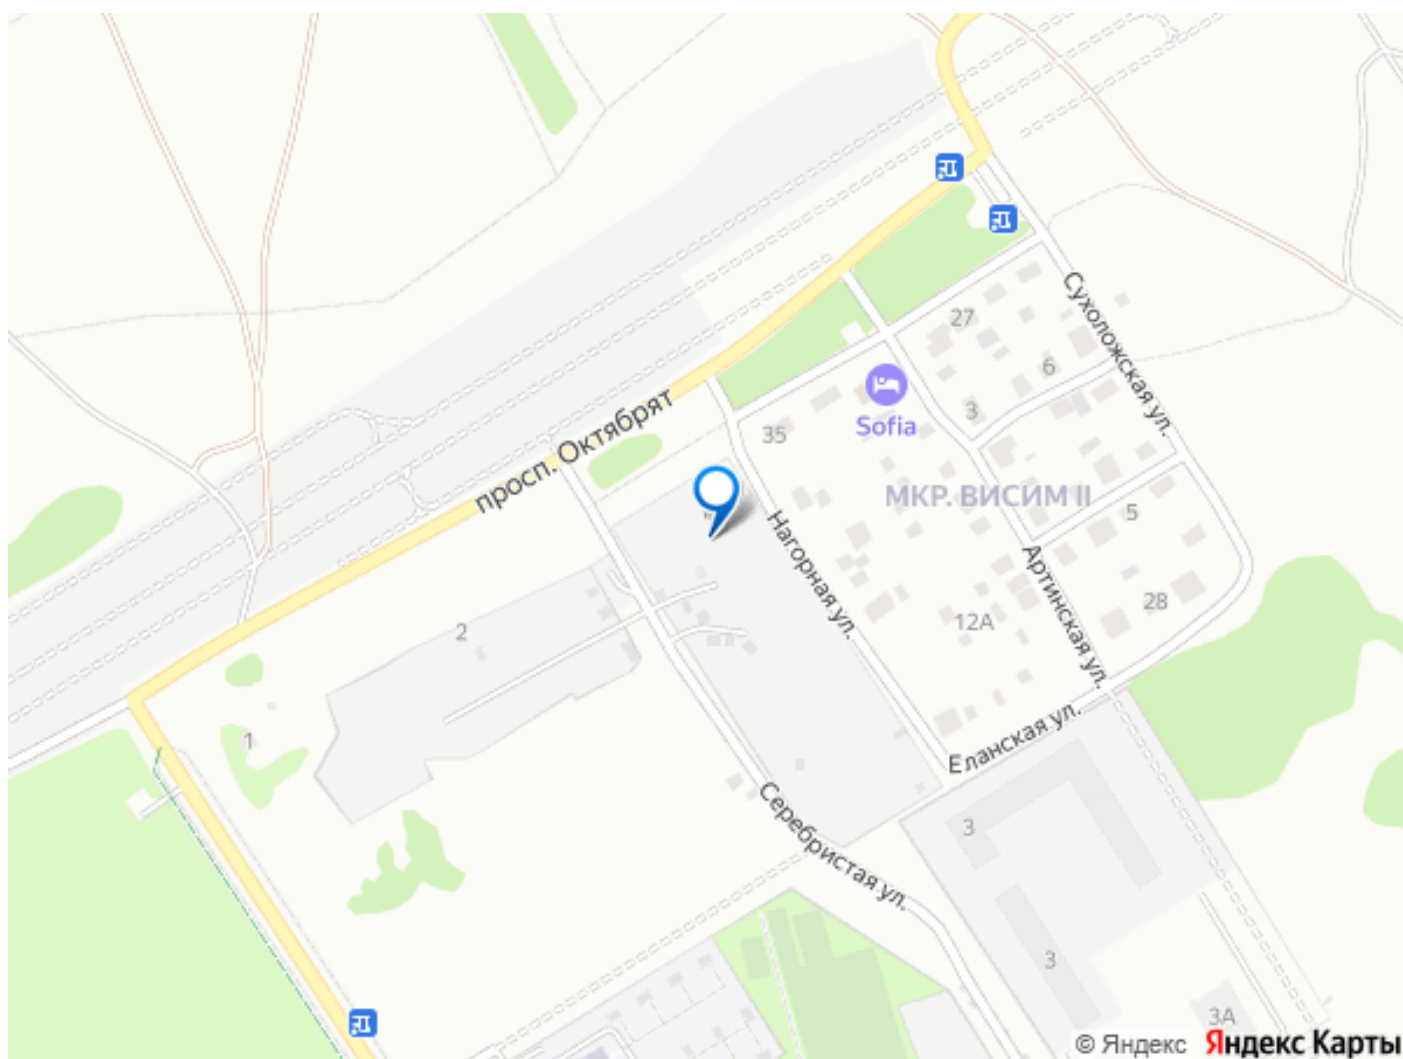 Сухоложская ул.
27
6
3
Sofia
35
просп. Октябрят
МКР. ВИСИМ II
5
Нагорная ул.
Артинская ул.
28
12А
2
Еланская ул.
1
Серебристая ул.
3
3
3А
© Яндекс Яндекс Карты